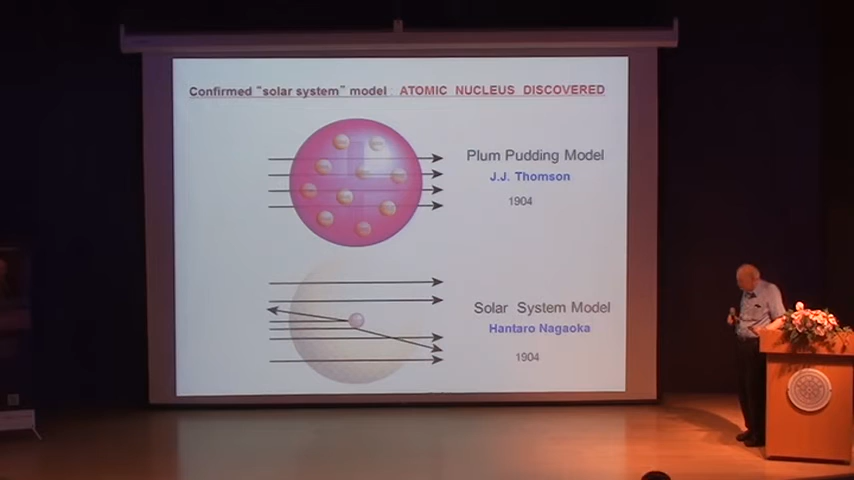 Confirmed "solar system" model : ATOMIC NUCLEUS DISCOVERED
Plum Pudding Model
J.J. Thomson
1904
Solar System Model
Hantaro Nagaoka
1904